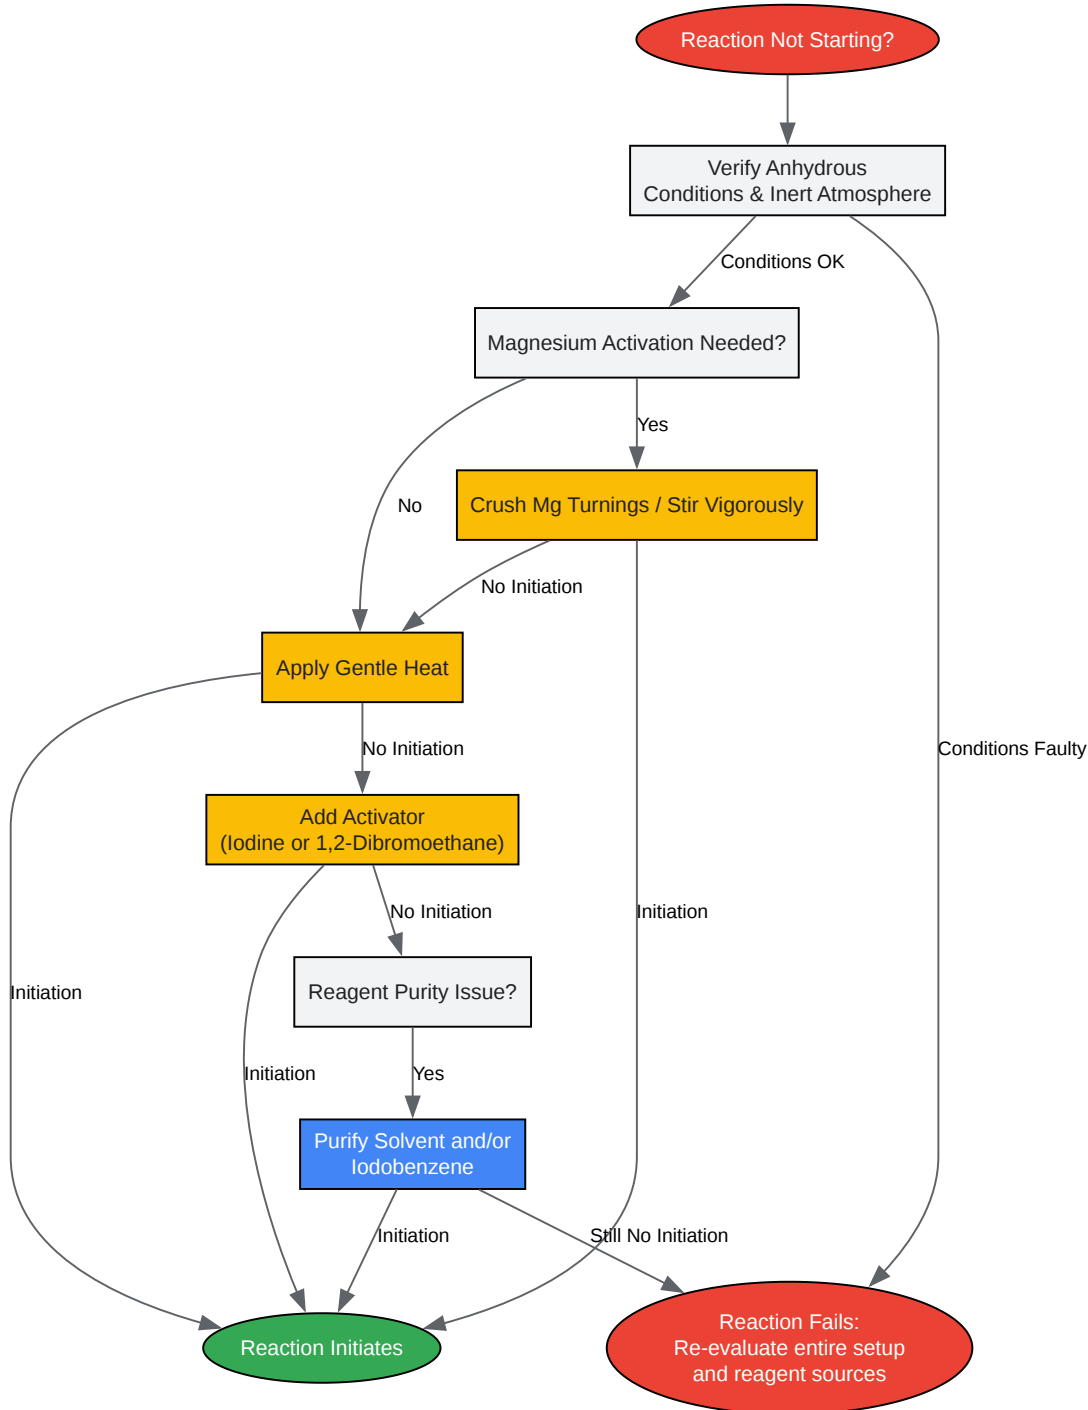 Reaction Not Starting?
Verify Anhydrous
Conditions & Inert Atmosphere
Conditions OK
Magnesium Activation Needed?
Yes
No
Crush Mg Turnings / Stir Vigorously
No Initiation
Apply Gentle Heat
No Initiation
Conditions Faulty
Add Activator
(Iodine or 1,2-Dibromoethane)
No Initiation
Initiation
Reagent Purity Issue?
Initiation
Initiation
Yes
Purify Solvent and/or
Iodobenzene
Initiation
Still No Initiation
Reaction Initiates
Reaction Fails:
Re-evaluate entire setup
and reagent sources